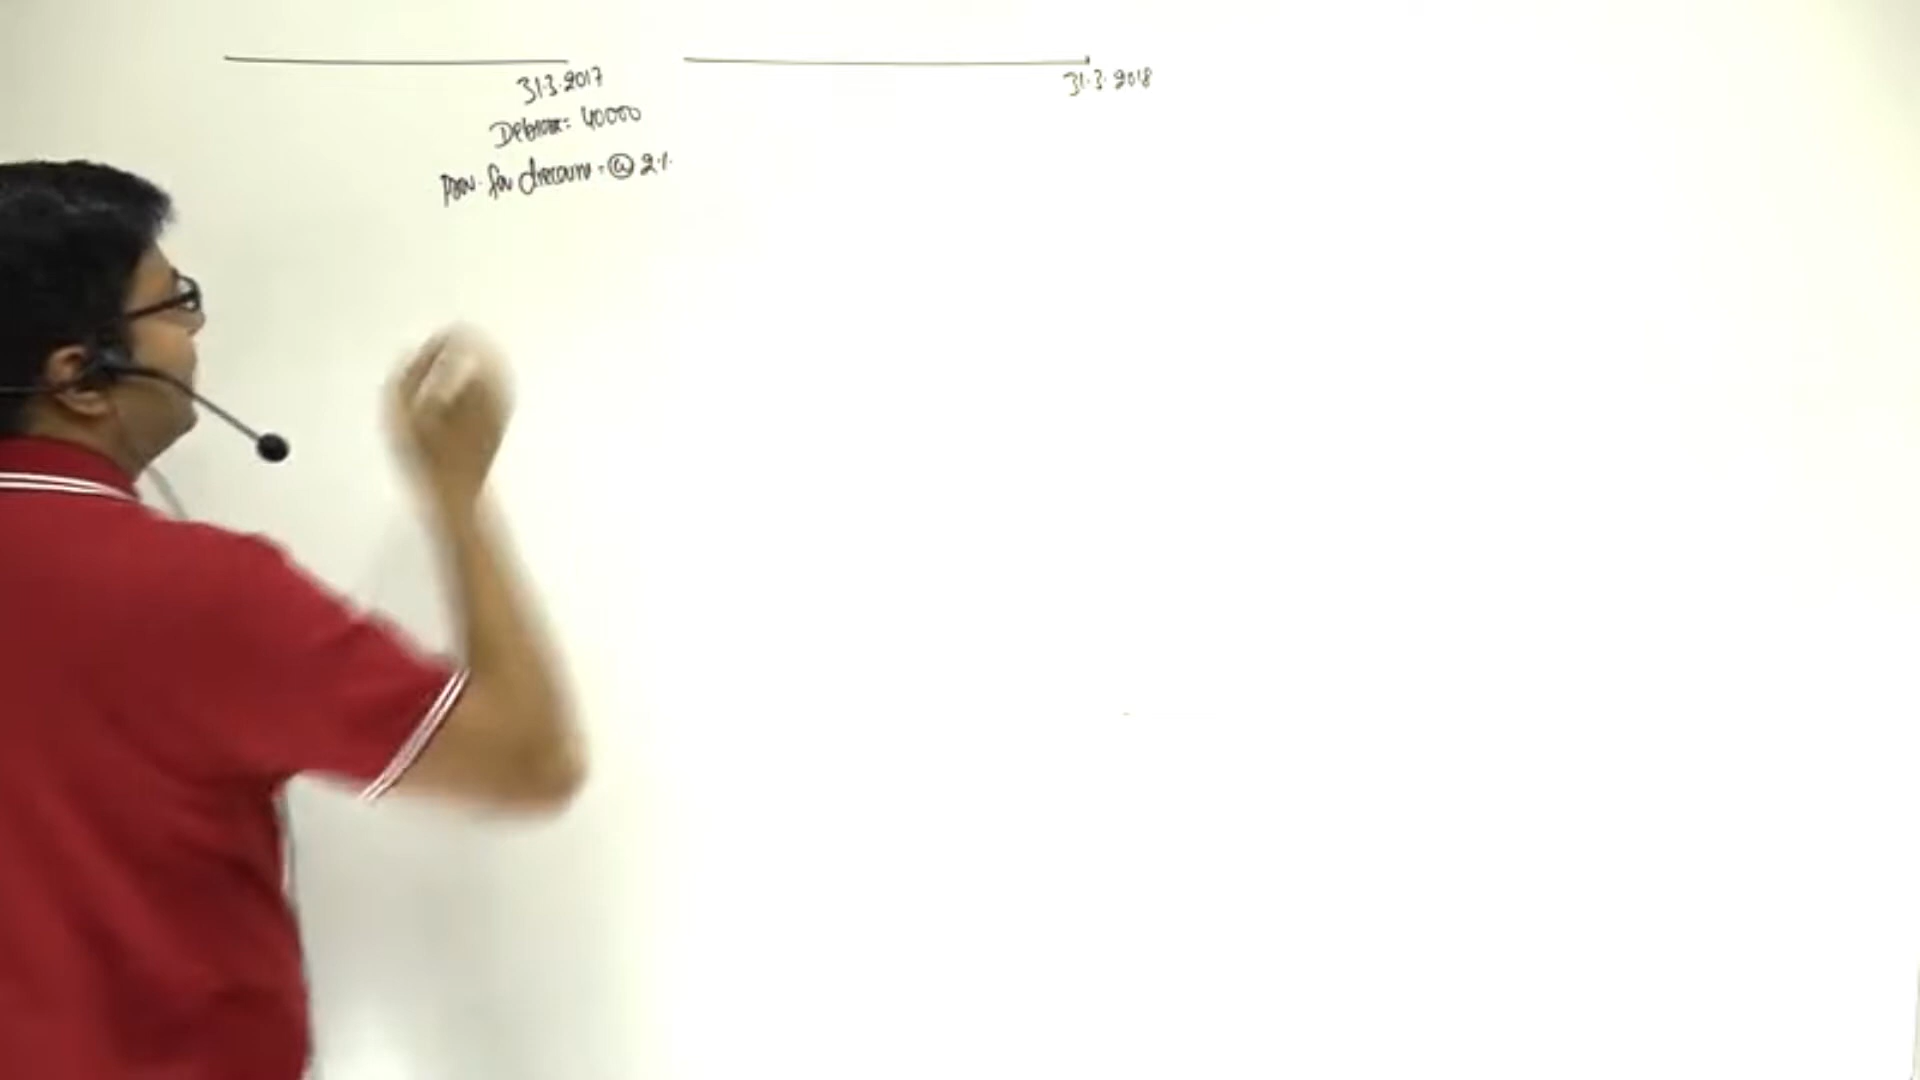 31.3.2017
31.3.2018
Debtors = 40000
Prov. for discount = @ 2%